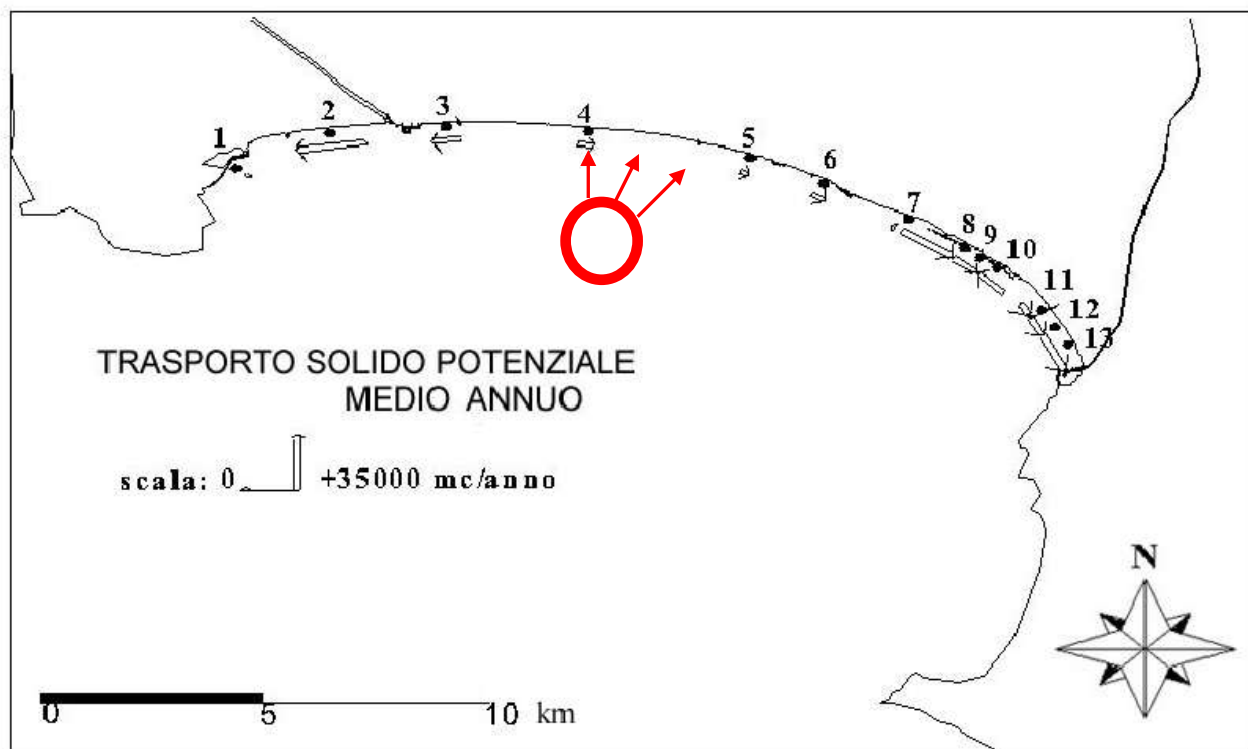 1
2
3
4
5
6
7
8
9
10
11
12
13
TRASPORTO SOLIDO POTENZIALE
MEDIO ANNUO
scala: 0 +35000 mc/anno
N
0 5 10 km